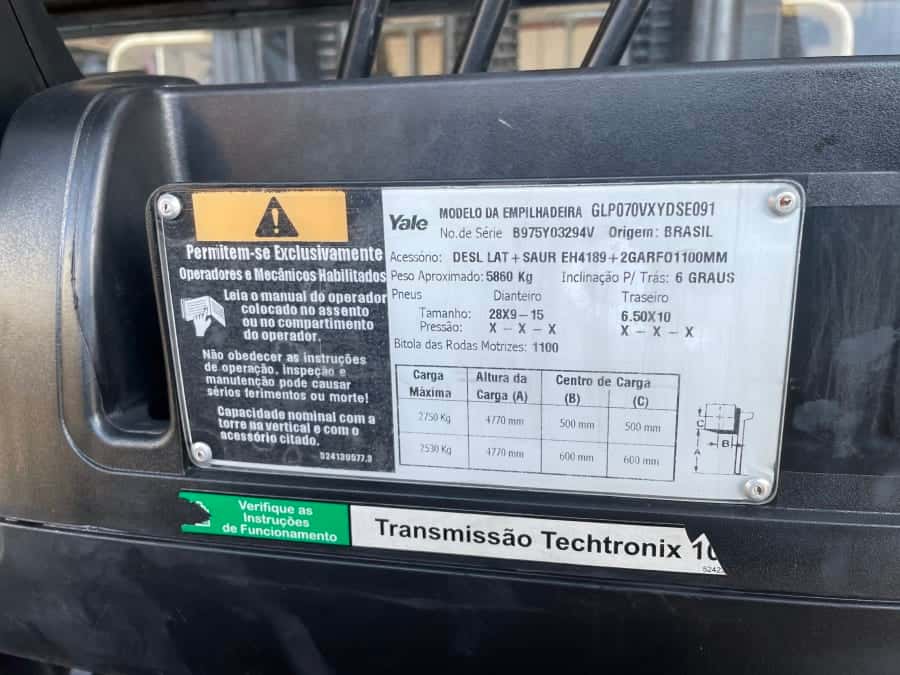 Permitem-se Exclusivamente
Operadores e Mecânicos Habilitados
Leia o manual do operador
colocado no assento
ou no compartimento
do operador.
Não obedecer as instruções
de operação, inspeção e
manutenção pode causar
sérios ferimentos ou morte!
Capacidade nominal com a
torre na vertical e com o
acessório citado.
524139577.3
Yale
MODELO DA EMPILHADEIRA GLP070VXYDSE091
No.de Série B975Y03294V Origem: BRASIL
Acessório: DESL LAT+SAUR EH4189+2GARFO1100MM
Peso Aproximado: 5860 Kg Inclinação P/ Trás: 6 GRAUS
Pneus Dianteiro Traseiro
Tamanho: 28X9-15 6.50X10
Pressão: X - X - X X - X - X
Bitola das Rodas Motrizes: 1100
Carga Máxima Altura da Carga (A) Centro de Carga (B) (C)
2750 Kg 4770 mm 500 mm 500 mm
2530 Kg 4770 mm 600 mm 600 mm
C
B
A
Verifique as
Instruções
de Funcionamento
Transmissão Techtronix 10